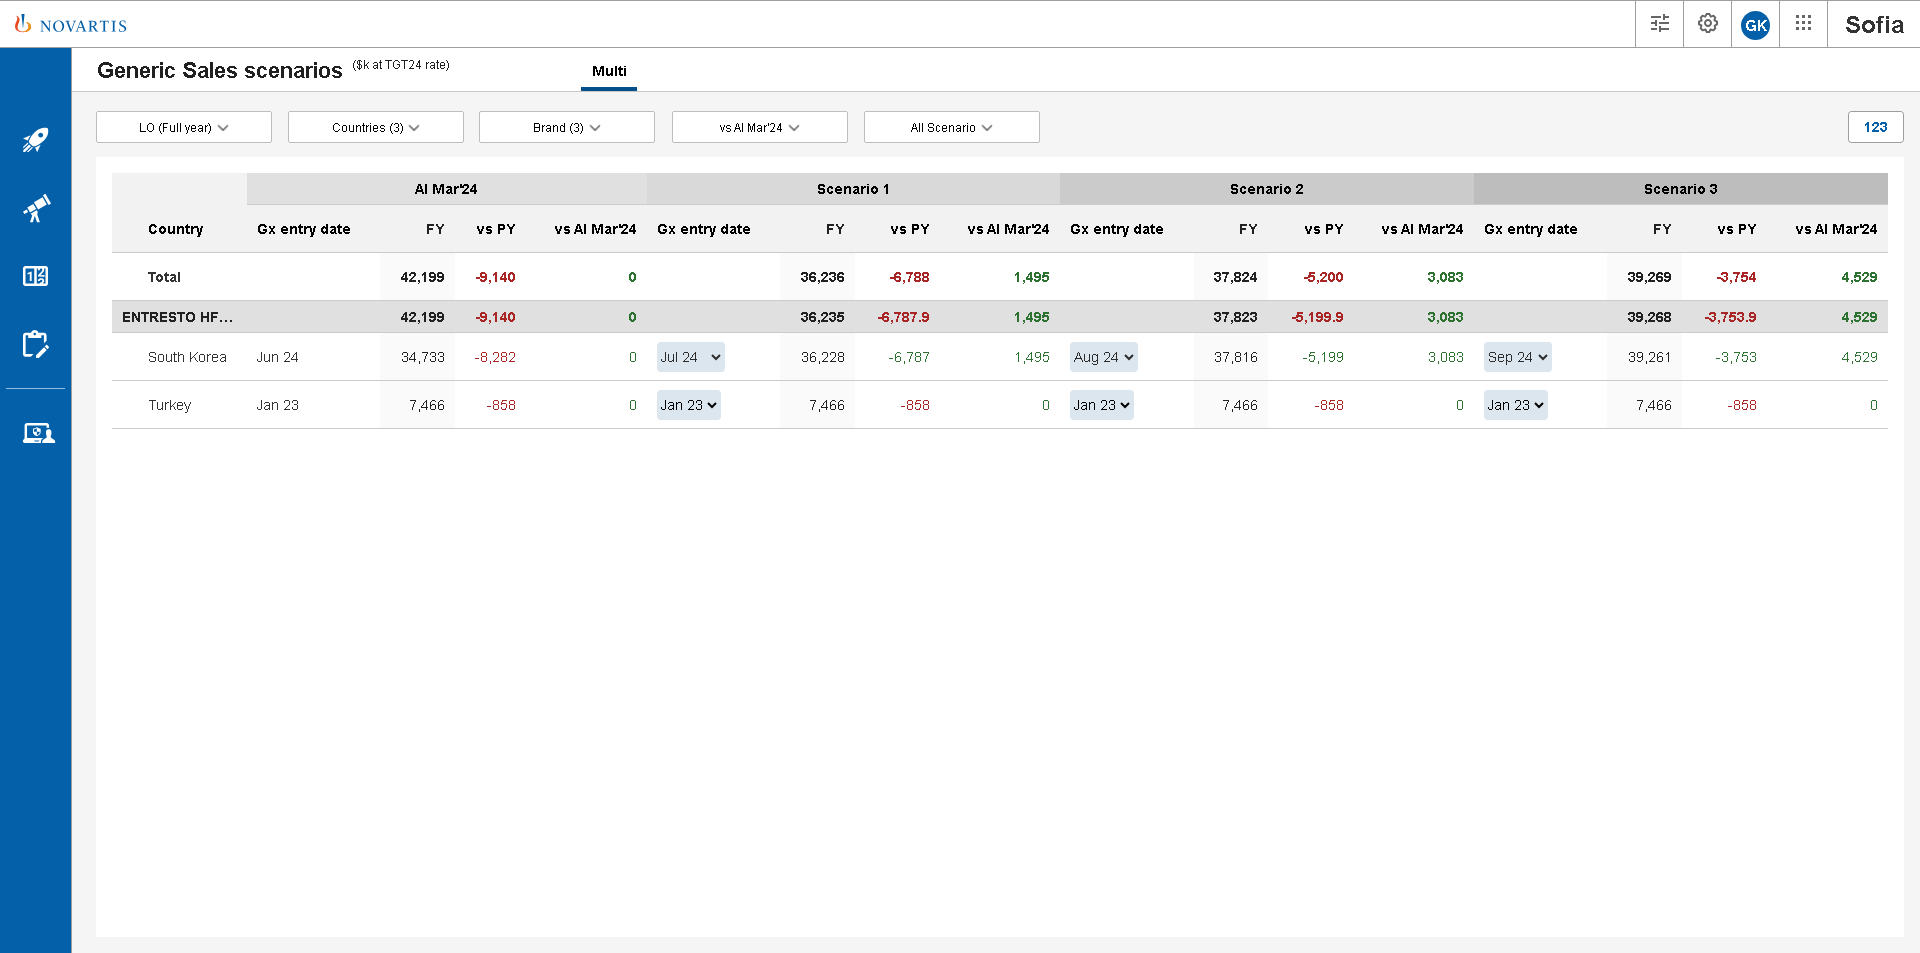 NOVARTIS
GK
Sofia
Generic Sales scenarios ($k at TGT24 rate)
Multi
LO (Full year)
Countries (3)
Brand (3)
vs AI Mar'24
All Scenario
123
AI Mar'24 Scenario 1 Scenario 2 Scenario 3
Country Gx entry date FY vs PY vs AI Mar'24 Gx entry date FY vs PY vs AI Mar'24 Gx entry date FY vs PY vs AI Mar'24 Gx entry date FY vs PY vs AI Mar'24
Total 42,199 -9,140 0 36,236 -6,788 1,495 37,824 -5,200 3,083 39,269 -3,754 4,529
ENTRESTO HF... 42,199 -9,140 0 36,235 -6,787.9 1,495 37,823 -5,199.9 3,083 39,268 -3,753.9 4,529
South Korea Jun 24 34,733 -8,282 0 Jul 24 36,228 -6,787 1,495 Aug 24 37,816 -5,199 3,083 Sep 24 39,261 -3,753 4,529
Turkey Jan 23 7,466 -858 0 Jan 23 7,466 -858 0 Jan 23 7,466 -858 0 Jan 23 7,466 -858 0